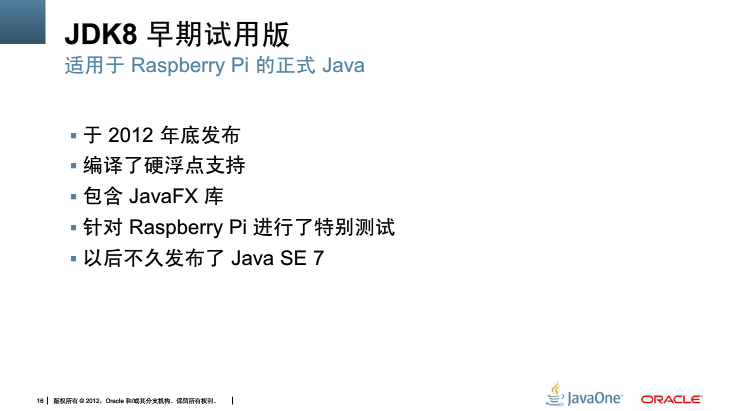 JDK8 早期试用版
适用于 Raspberry Pi 的正式 Java
于 2012 年底发布
编译了硬浮点支持
包含 JavaFX 库
针对 Raspberry Pi 进行了特别测试
以后不久发布了 Java SE 7
16 版权所有 © 2012，Oracle 和/或其分支机构。保留所有权利。
JavaOne
ORACLE